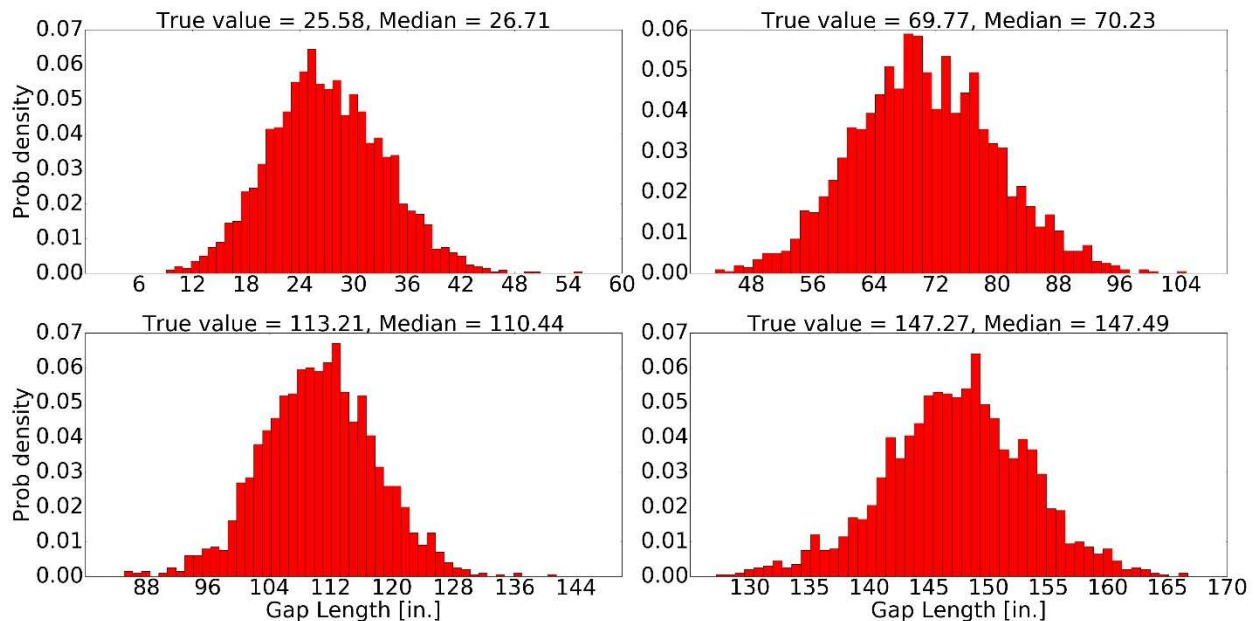 True value = 25.58, Median = 26.71
0.07
0.06
0.05
0.04
0.03
0.02
0.01
0.00
Prob density
6 12 18 24 30 36 42 48 54 60
True value = 69.77, Median = 70.23
0.06
0.05
0.04
0.03
0.02
0.01
0.00
48 56 64 72 80 88 96 104
True value = 113.21, Median = 110.44
0.07
0.06
0.05
0.04
0.03
0.02
0.01
0.00
Prob density
88 96 104 112 120 128 136 144
Gap Length [in.]
True value = 147.27, Median = 147.49
0.07
0.06
0.05
0.04
0.03
0.02
0.01
0.00
130 135 140 145 150 155 160 165 170
Gap Length [in.]